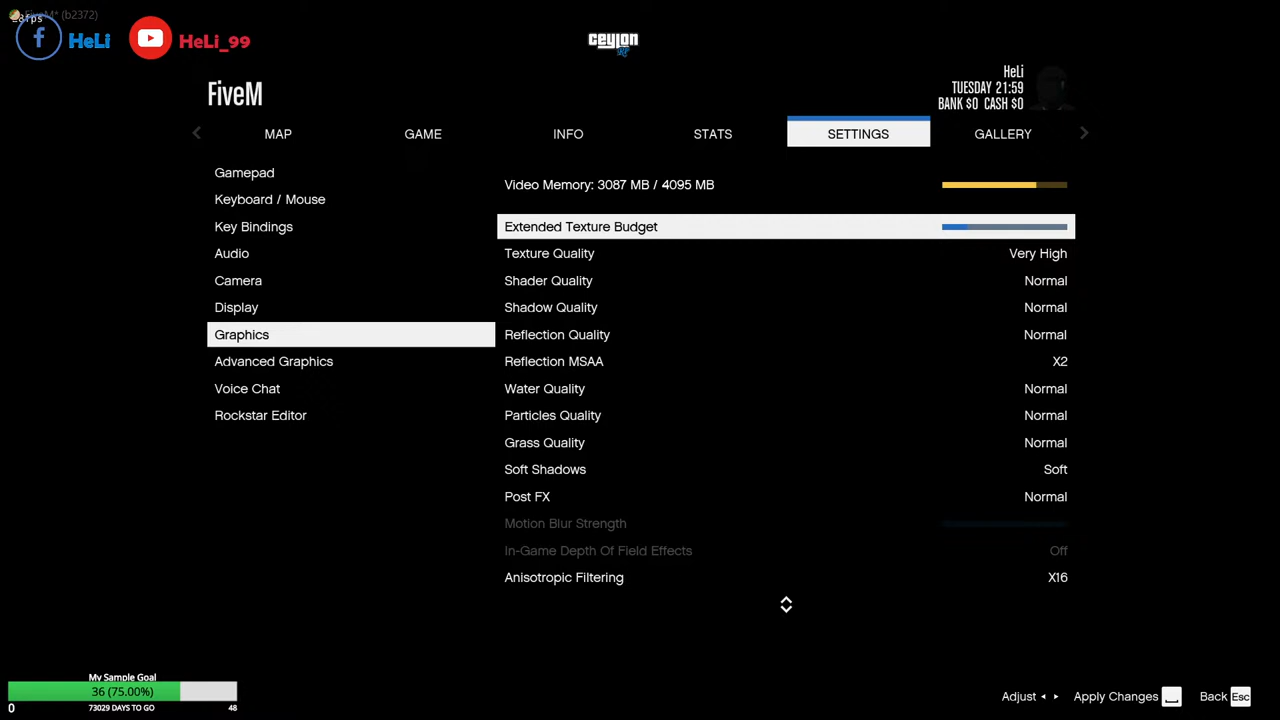 FiveM* (b2372)
28fps
f HeLi
HeLi_99
ceylon
RP
FiveM
HeLi
TUESDAY 21:59
BANK $0 CASH $0
MAP GAME INFO STATS SETTINGS GALLERY
Gamepad
Keyboard / Mouse
Key Bindings
Audio
Camera
Display
Graphics
Advanced Graphics
Voice Chat
Rockstar Editor
Video Memory: 3087 MB / 4095 MB
Extended Texture Budget
Texture Quality Very High
Shader Quality Normal
Shadow Quality Normal
Reflection Quality Normal
Reflection MSAA X2
Water Quality Normal
Particles Quality Normal
Grass Quality Normal
Soft Shadows Soft
Post FX Normal
Motion Blur Strength
In-Game Depth Of Field Effects Off
Anisotropic Filtering X16
My Sample Goal
36 (75.00%)
0 73029 DAYS TO GO 48
Adjust Apply Changes Back Esc